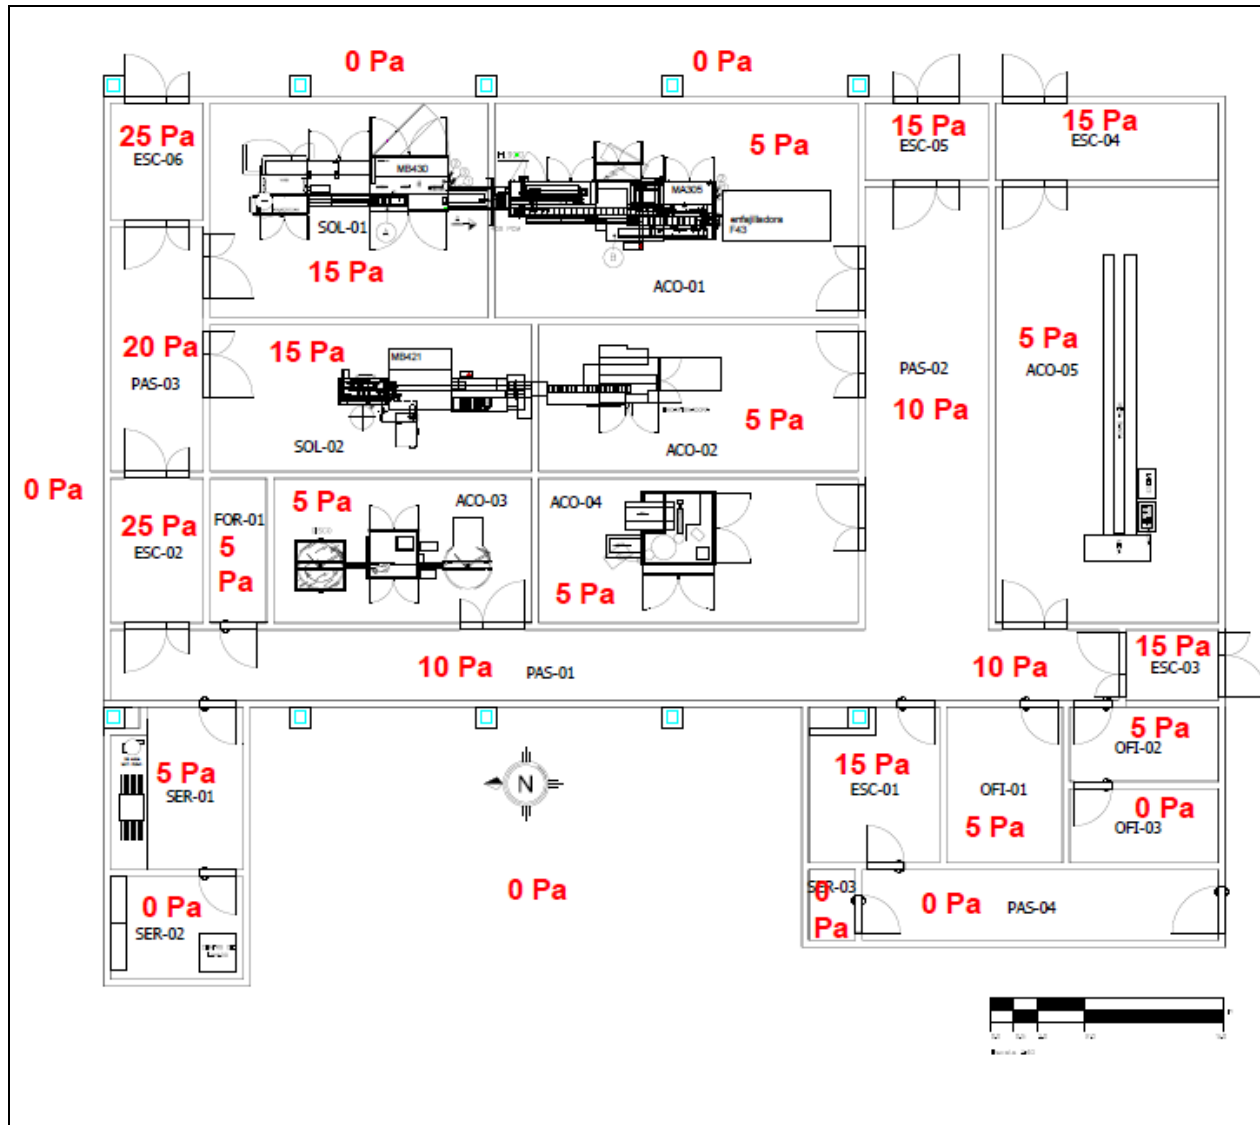 0 Pa
0 Pa
25 Pa
ESC-06
MB430
SOL-01
15 Pa
5 Pa
MA305
enfajilladora
F43
ACO-01
15 Pa
ESC-05
15 Pa
ESC-04
20 Pa
PAS-03
15 Pa
MB421
SOL-02
5 Pa
ACO-02
PAS-02
10 Pa
5 Pa
ACO-05
0 Pa
25 Pa
ESC-02
FOR-01
5
Pa
5 Pa
ACO-03
ACO-04
5 Pa
10 Pa
PAS-01
10 Pa
15 Pa
ESC-03
5 Pa
SER-01
N
15 Pa
ESC-01
OFI-01
5 Pa
5 Pa
OFI-02
0 Pa
OFI-03
0 Pa
SER-02
0 Pa
SER-03
0
Pa
0 Pa
PAS-04